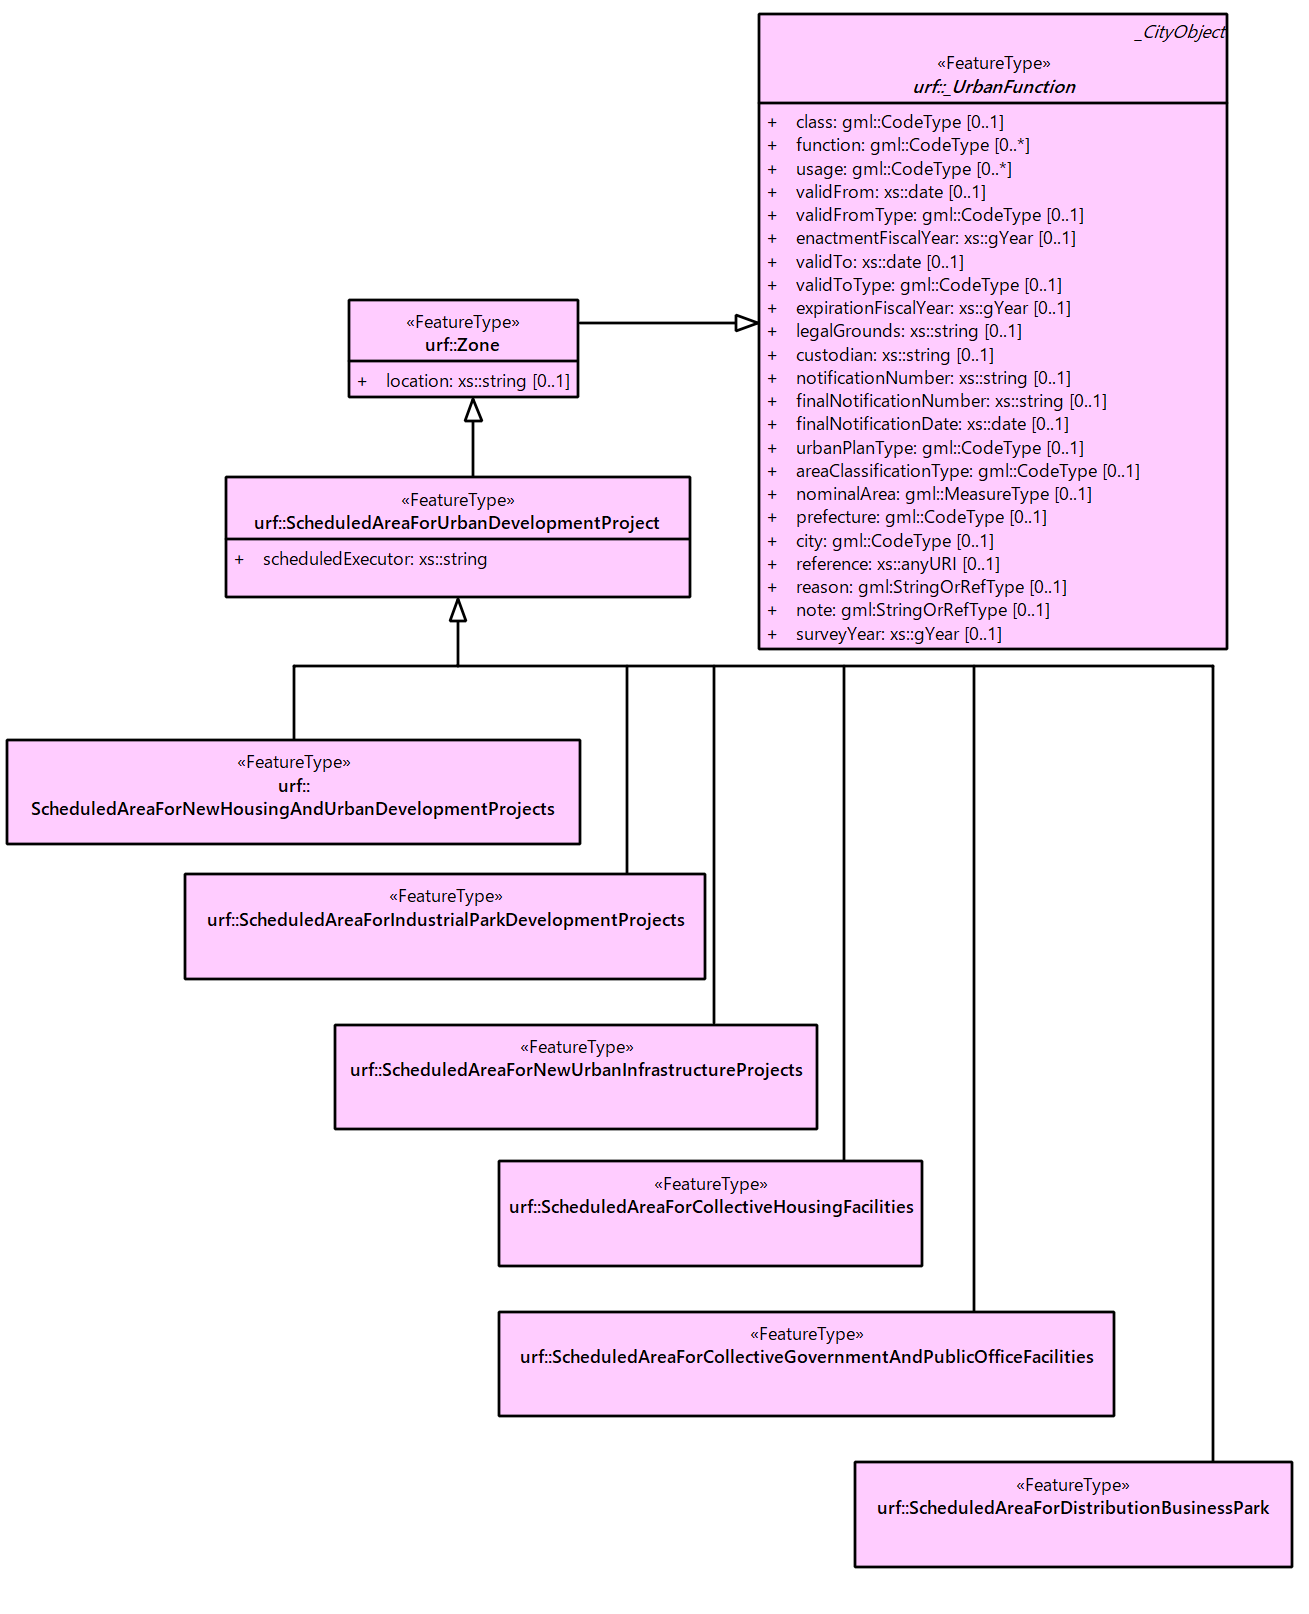 _CityObject
«FeatureType»
urf::_UrbanFunction
+ class: gml::CodeType [0..1]
+ function: gml::CodeType [0..*]
+ usage: gml::CodeType [0..*]
+ validFrom: xs::date [0..1]
+ validFromType: gml::CodeType [0..1]
+ enactmentFiscalYear: xs::gYear [0..1]
+ validTo: xs::date [0..1]
+ validToType: gml::CodeType [0..1]
+ expirationFiscalYear: xs::gYear [0..1]
+ legalGrounds: xs::string [0..1]
+ custodian: xs::string [0..1]
+ notificationNumber: xs::string [0..1]
+ finalNotificationNumber: xs::string [0..1]
+ finalNotificationDate: xs::date [0..1]
+ urbanPlanType: gml::CodeType [0..1]
+ areaClassificationType: gml::CodeType [0..1]
+ nominalArea: gml::MeasureType [0..1]
+ prefecture: gml::CodeType [0..1]
+ city: gml::CodeType [0..1]
+ reference: xs::anyURI [0..1]
+ reason: gml:StringOrRefType [0..1]
+ note: gml:StringOrRefType [0..1]
+ surveyYear: xs::gYear [0..1]
«FeatureType»
urf::Zone
+ location: xs::string [0..1]
«FeatureType»
urf::ScheduledAreaForUrbanDevelopmentProject
+ scheduledExecutor: xs::string
«FeatureType»
urf::
ScheduledAreaForNewHousingAndUrbanDevelopmentProjects
«FeatureType»
urf::ScheduledAreaForIndustrialParkDevelopmentProjects
«FeatureType»
urf::ScheduledAreaForNewUrbanInfrastructureProjects
«FeatureType»
urf::ScheduledAreaForCollectiveHousingFacilities
«FeatureType»
urf::ScheduledAreaForCollectiveGovernmentAndPublicOfficeFacilities
«FeatureType»
urf::ScheduledAreaForDistributionBusinessPark